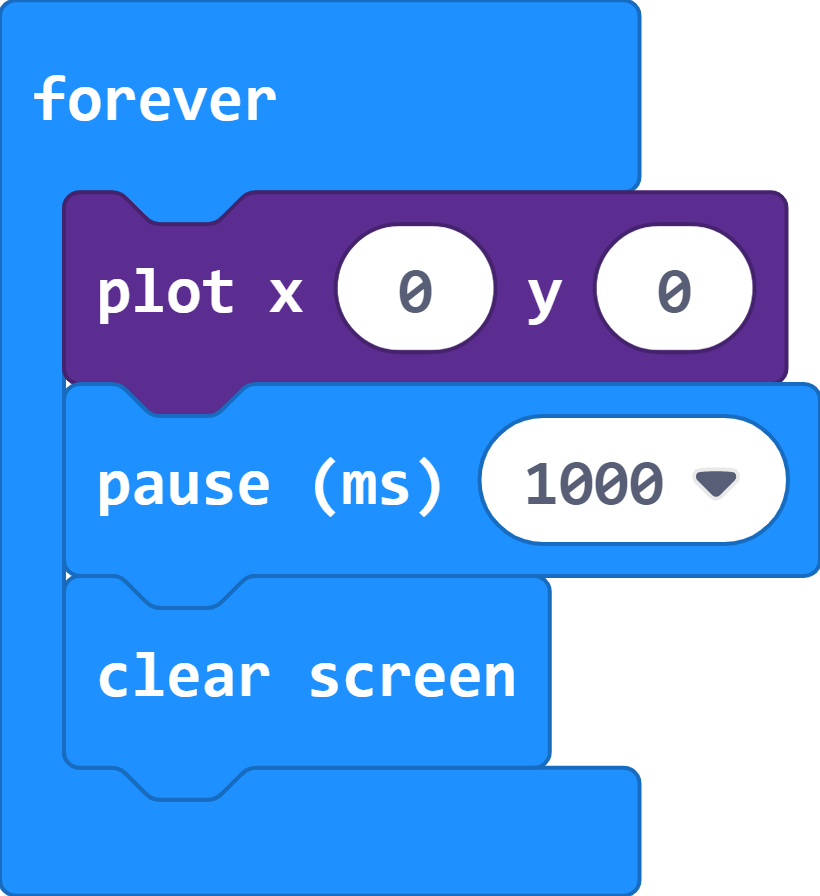 forever
plot x 0 y 0
pause (ms) 1000
clear screen